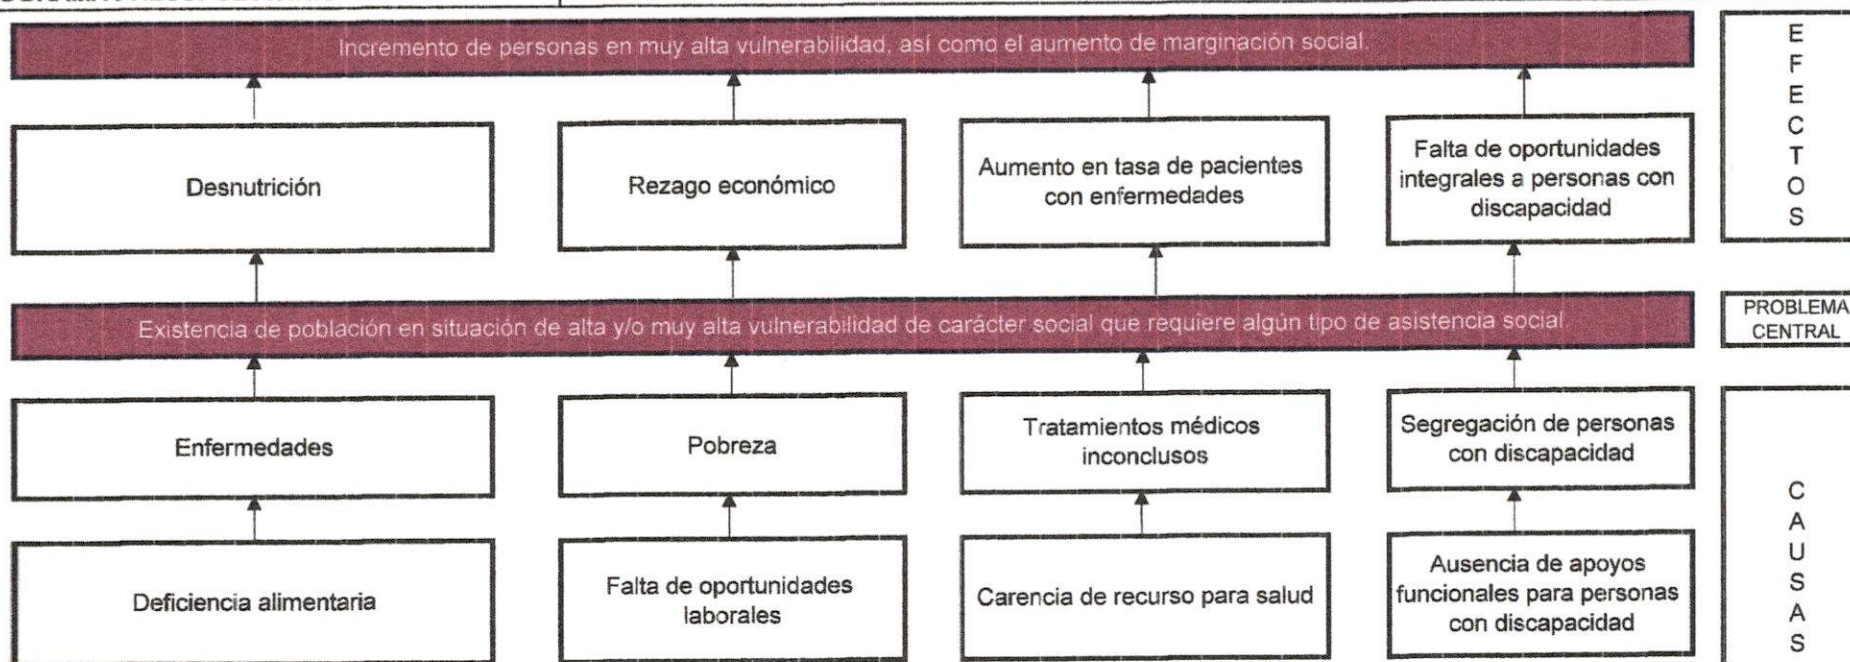 Incremento de personas en muy alta vulnerabilidad, así como el aumento de marginación social.
Desnutrición
Rezago económico
Aumento en tasa de pacientes
con enfermedades
Falta de oportunidades
integrales a personas con
discapacidad
E
F
E
C
T
O
S
Existencia de población en situación de alta y/o muy alta vulnerabilidad de carácter social que requiere algún tipo de asistencia social.
PROBLEMA
CENTRAL
Enfermedades
Pobreza
Tratamientos médicos
inconclusos
Segregación de personas
con discapacidad
Deficiencia alimentaria
Falta de oportunidades
laborales
Carencia de recurso para salud
Ausencia de apoyos
funcionales para personas
con discapacidad
C
A
U
S
A
S